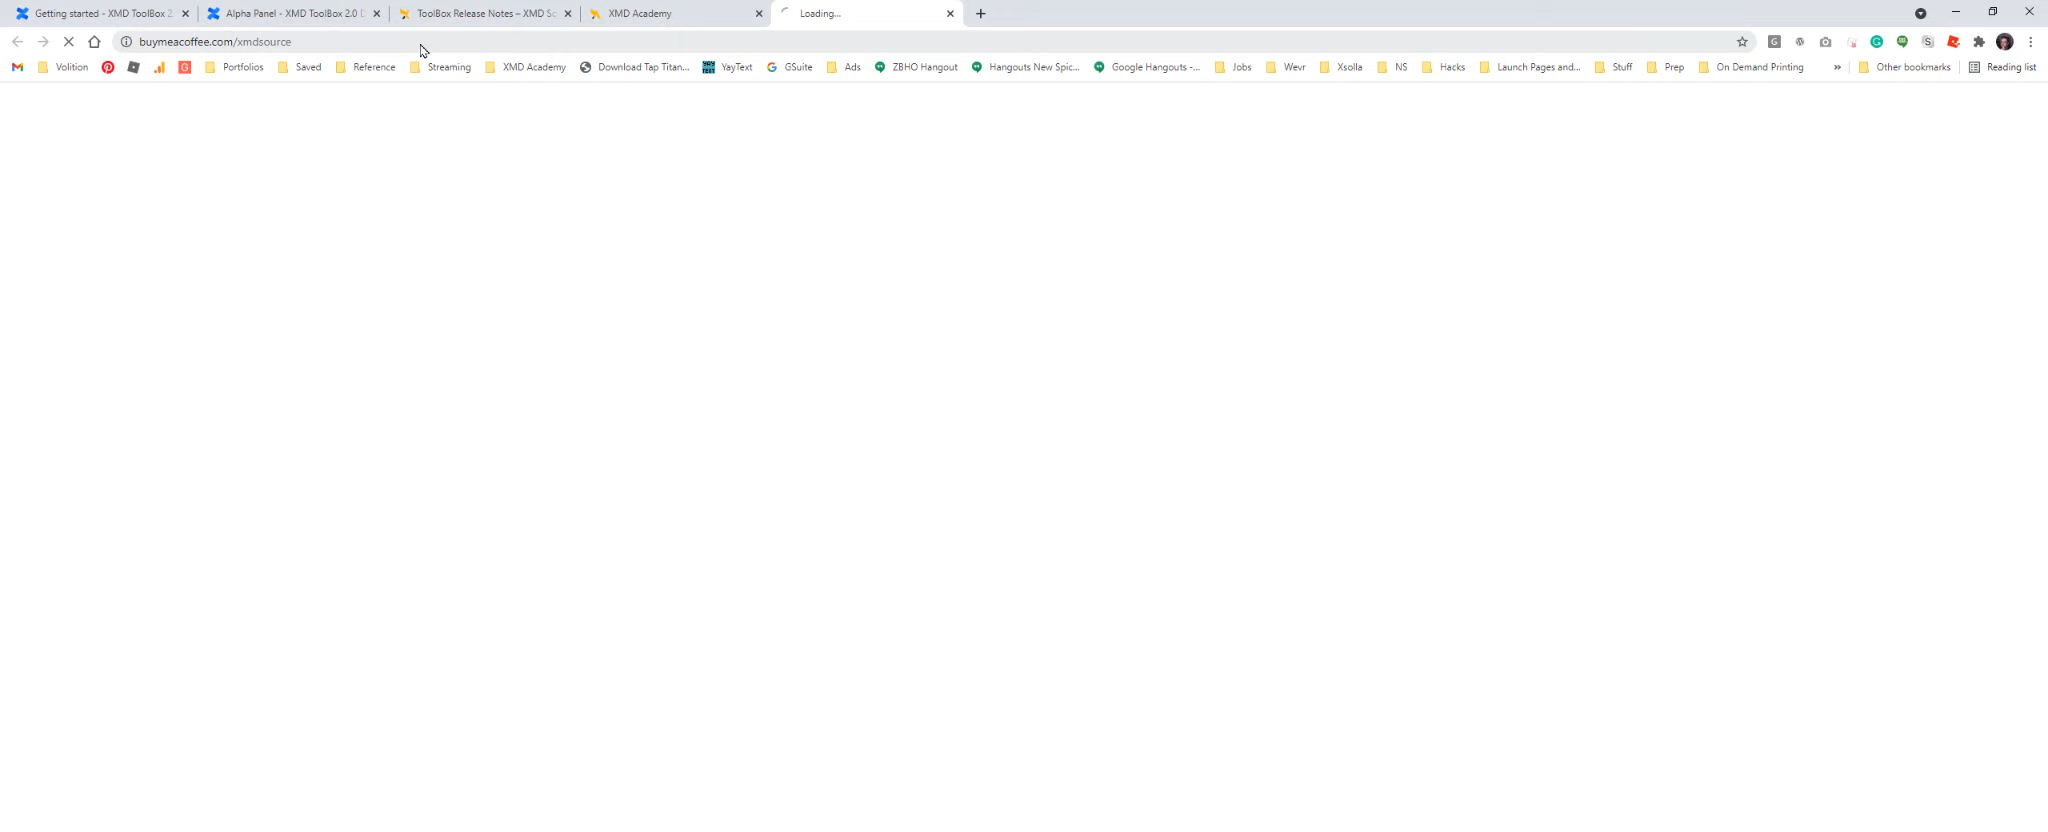 Getting started - XMD ToolBox 2. Alpha Panel - XMD ToolBox 2.0 D ToolBox Release Notes – XMD So XMD Academy Loading...
buymeacoffee.com/xmdsource
Volition Portfolios Saved Reference Streaming XMD Academy Download Tap Titan... YAY TEXT YayText GSuite Ads ZBHO Hangout Hangouts New Spic... Google Hangouts -... Jobs Wevr Xsolla NS Hacks Launch Pages and... Stuff Prep On Demand Printing » Other bookmarks Reading list